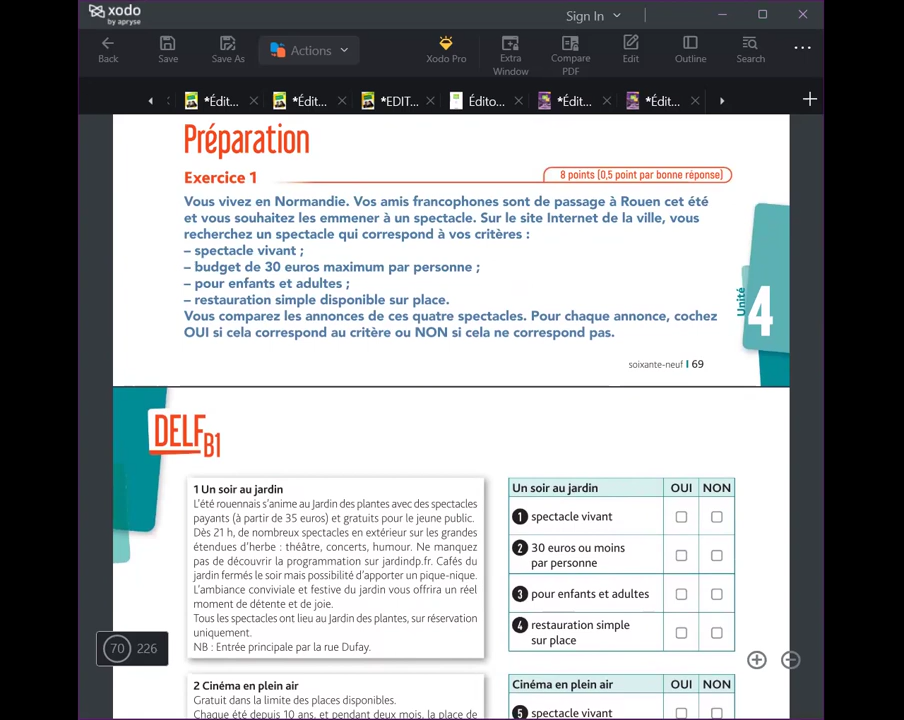 xodo
by apryse
Sign In
Back
Save
Save As
Actions
Xodo Pro
Extra
Window
Compare
PDF
Edit
Outline
Search
*Édit...
*Édit...
*EDIT...
Édito...
*Édit...
*Édit...
Préparation
Exercice 1
8 points (0,5 point par bonne réponse)
Vous vivez en Normandie. Vos amis francophones sont de passage à Rouen cet été
et vous souhaitez les emmener à un spectacle. Sur le site Internet de la ville, vous
recherchez un spectacle qui correspond à vos critères :
– spectacle vivant ;
– budget de 30 euros maximum par personne ;
– pour enfants et adultes ;
– restauration simple disponible sur place.
Vous comparez les annonces de ces quatre spectacles. Pour chaque annonce, cochez
OUI si cela correspond au critère ou NON si cela ne correspond pas.
Unité
4
soixante-neuf I 69
DELF B1
1 Un soir au jardin
L'été rouennais s'anime au Jardin des plantes avec des spectacles
payants (à partir de 35 euros) et gratuits pour le jeune public.
Dès 21 h, de nombreux spectacles en extérieur sur les grandes
étendues d'herbe : théâtre, concerts, humour. Ne manquez
pas de découvrir la programmation sur jardindp.fr. Cafés du
jardin fermés le soir mais possibilité d'apporter un pique-nique.
L'ambiance conviviale et festive du jardin vous offrira un réel
moment de détente et de joie.
Tous les spectacles ont lieu au Jardin des plantes, sur réservation
uniquement.
NB : Entrée principale par la rue Dufay.
Un soir au jardin OUI NON
1 spectacle vivant
2 30 euros ou moins
par personne
3 pour enfants et adultes
4 restauration simple
sur place
70 226
2 Cinéma en plein air
Gratuit dans la limite des places disponibles.
Chaque été depuis 10 ans, et pendant deux mois, la place de
Cinéma en plein air OUI NON
5 spectacle vivant